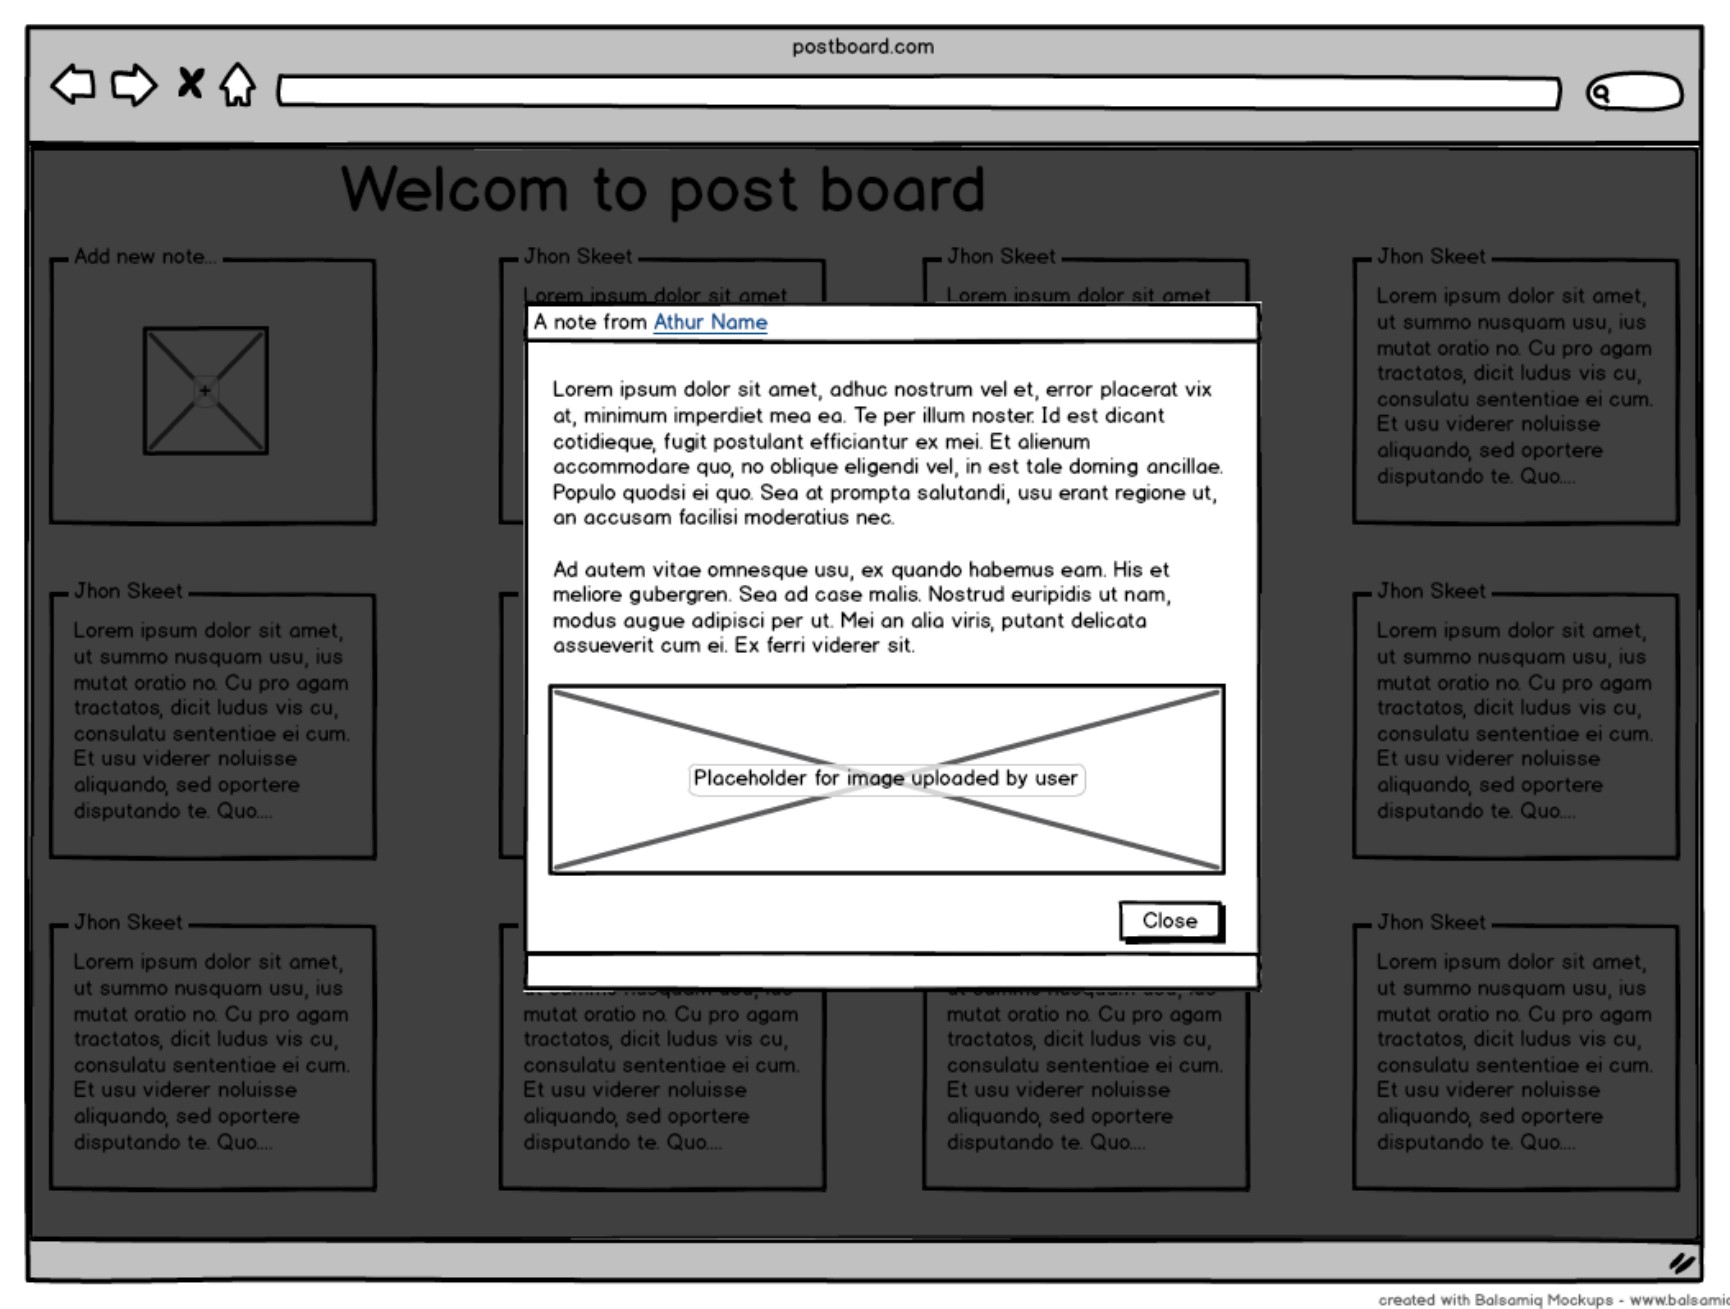 postboard.com
Welcom to post board
Add new note...
Jhon Skeet
Lorem ipsum dolor sit amet
Jhon Skeet
Lorem ipsum dolor sit amet
Jhon Skeet
Lorem ipsum dolor sit amet,
ut summo nusquam usu, ius
mutat oratio no. Cu pro agam
tractatos, dicit ludus vis cu,
consulatu sententiae ei cum.
Et usu viderer noluisse
aliquando, sed oportere
disputando te. Quo....
A note from Athur Name
Lorem ipsum dolor sit amet, adhuc nostrum vel et, error placerat vix
at, minimum imperdiet mea ea. Te per illum noster. Id est dicant
cotidieque, fugit postulant efficiantur ex mei. Et alienum
accommodare quo, no oblique eligendi vel, in est tale doming ancillae.
Populo quodsi ei quo. Sea at prompta salutandi, usu erant regione ut,
an accusam facilisi moderatius nec.
Ad autem vitae omnesque usu, ex quando habemus eam. His et
meliore gubergren. Sea ad case malis. Nostrud euripidis ut nam,
modus augue adipisci per ut. Mei an alia viris, putant delicata
assueverit cum ei. Ex ferri viderer sit.
Placeholder for image uploaded by user
Close
Jhon Skeet
Lorem ipsum dolor sit amet,
ut summo nusquam usu, ius
mutat oratio no. Cu pro agam
tractatos, dicit ludus vis cu,
consulatu sententiae ei cum.
Et usu viderer noluisse
aliquando, sed oportere
disputando te. Quo....
Jhon Skeet
Lorem ipsum dolor sit amet,
ut summo nusquam usu, ius
mutat oratio no. Cu pro agam
tractatos, dicit ludus vis cu,
consulatu sententiae ei cum.
Et usu viderer noluisse
aliquando, sed oportere
disputando te. Quo....
Jhon Skeet
Lorem ipsum dolor sit amet,
ut summo nusquam usu, ius
mutat oratio no. Cu pro agam
tractatos, dicit ludus vis cu,
consulatu sententiae ei cum.
Et usu viderer noluisse
aliquando, sed oportere
disputando te. Quo....
mutat oratio no. Cu pro agam
tractatos, dicit ludus vis cu,
consulatu sententiae ei cum.
Et usu viderer noluisse
aliquando, sed oportere
disputando te. Quo....
mutat oratio no. Cu pro agam
tractatos, dicit ludus vis cu,
consulatu sententiae ei cum.
Et usu viderer noluisse
aliquando, sed oportere
disputando te. Quo....
Jhon Skeet
Lorem ipsum dolor sit amet,
ut summo nusquam usu, ius
mutat oratio no. Cu pro agam
tractatos, dicit ludus vis cu,
consulatu sententiae ei cum.
Et usu viderer noluisse
aliquando, sed oportere
disputando te. Quo....
created with Balsamiq Mockups - www.balsamiq